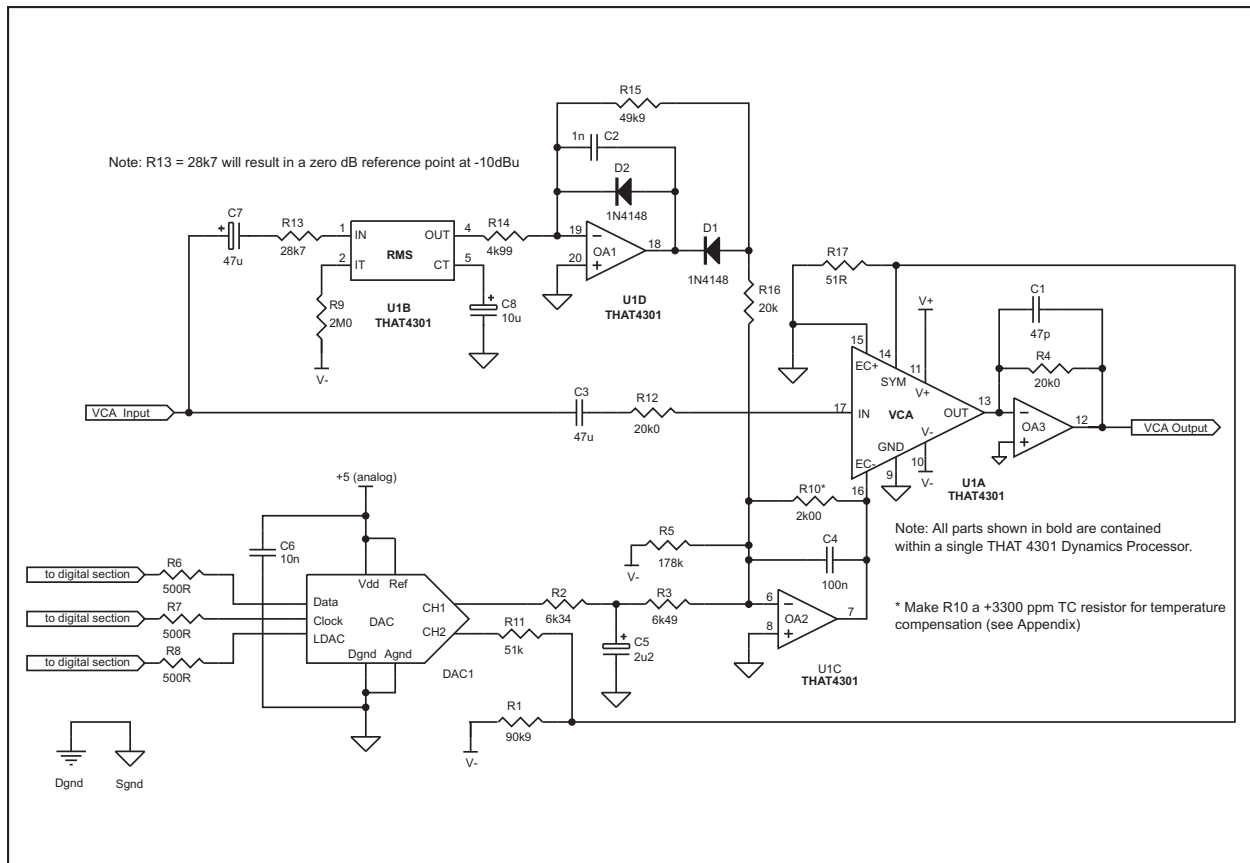 R15
49k9
1n C2
Note: R13 = 28k7 will result in a zero dB reference point at -10dBu
D2
1N4148
C7
+
47u
R13
28k7
1 IN
2 IT
RMS
OUT 4
CT 5
U1B
THAT4301
R14
4k99
19 −
20 +
OA1
18
U1D
THAT4301
D1
1N4148
R9
2M0
V-
+
C8
10u
R16
20k
R17
51R
V+
C1
47p
R4
20k0
15
EC+
14
SYM
11
V+
VCA Input
C3
47u
R12
20k0
17 IN
VCA
OUT 13
−
+
OA3
12
VCA Output
V-
10
V-
GND
9
EC-
16
U1A
THAT4301
+5 (analog)
R10*
2k00
Note: All parts shown in bold are contained
within a single THAT 4301 Dynamics Processor.
R5
178k
V-
C4
100n
C6
10n
to digital section
R6
500R
to digital section
R7
500R
to digital section
R8
500R
Vdd Ref
Data
Clock
LDAC
DAC
CH1
CH2
Dgnd Agnd
DAC1
R2
6k34
R3
6k49
R11
51k
+
C5
2u2
6 −
8 +
OA2
7
U1C
THAT4301
* Make R10 a +3300 ppm TC resistor for temperature
compensation (see Appendix)
R1
90k9
V-
Dgnd
Sgnd